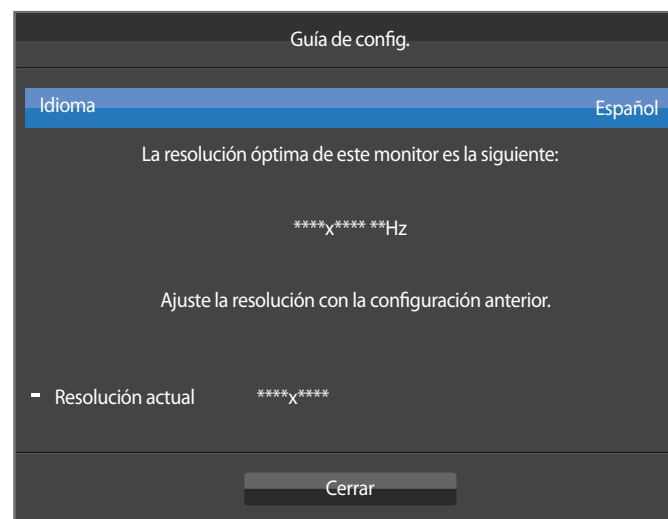 Guía de config.
Idioma Español
La resolución óptima de este monitor es la siguiente:
****x**** **Hz
Ajuste la resolución con la configuración anterior.
- Resolución actual ****x****
Cerrar